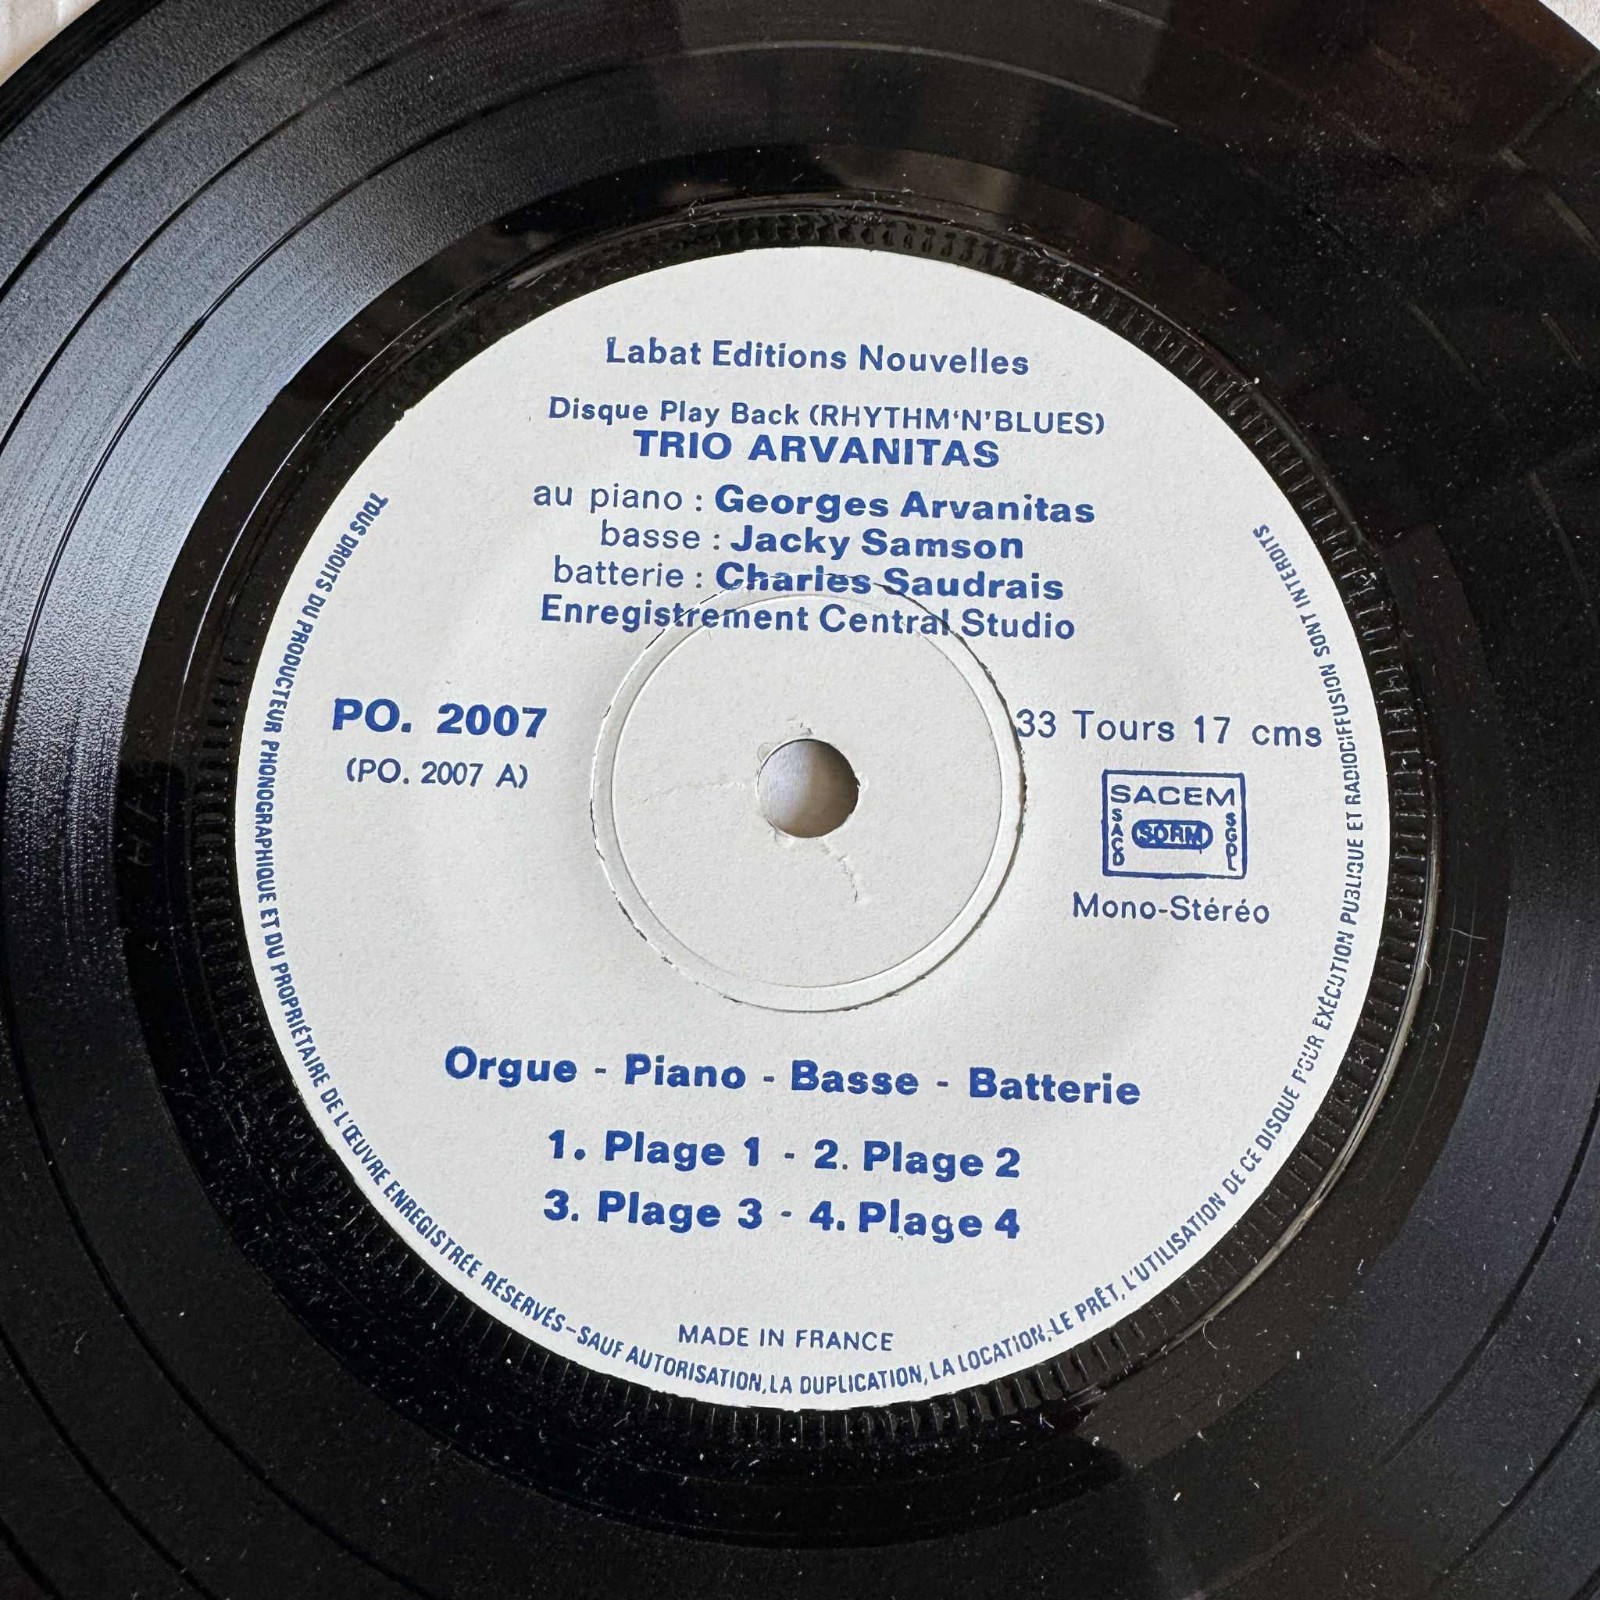 Labat Editions Nouvelles
Disque Play Back (RHYTHM'N'BLUES)
TRIO ARVANITAS
au piano : Georges Arvanitas
basse : Jacky Samson
batterie : Charles Saudrais
Enregistrement Central Studio
PO. 2007
(PO. 2007 A)
33 Tours 17 cms
SACEM
SACD
SDRM
SGDL
Mono-Stéréo
Orgue - Piano - Basse - Batterie
1. Plage 1 - 2. Plage 2
3. Plage 3 - 4. Plage 4
MADE IN FRANCE
TOUS DROITS DU PRODUCTEUR PHONOGRAPHIQUE ET DU PROPRIÉTAIRE DE L'ŒUVRE ENREGISTRÉE RÉSERVÉS - SAUF AUTORISATION, LA DUPLICATION, LA LOCATION, LE PRÊT, L'UTILISATION DE CE DISQUE POUR EXÉCUTION PUBLIQUE ET RADIODIFFUSION SONT INTERDITS